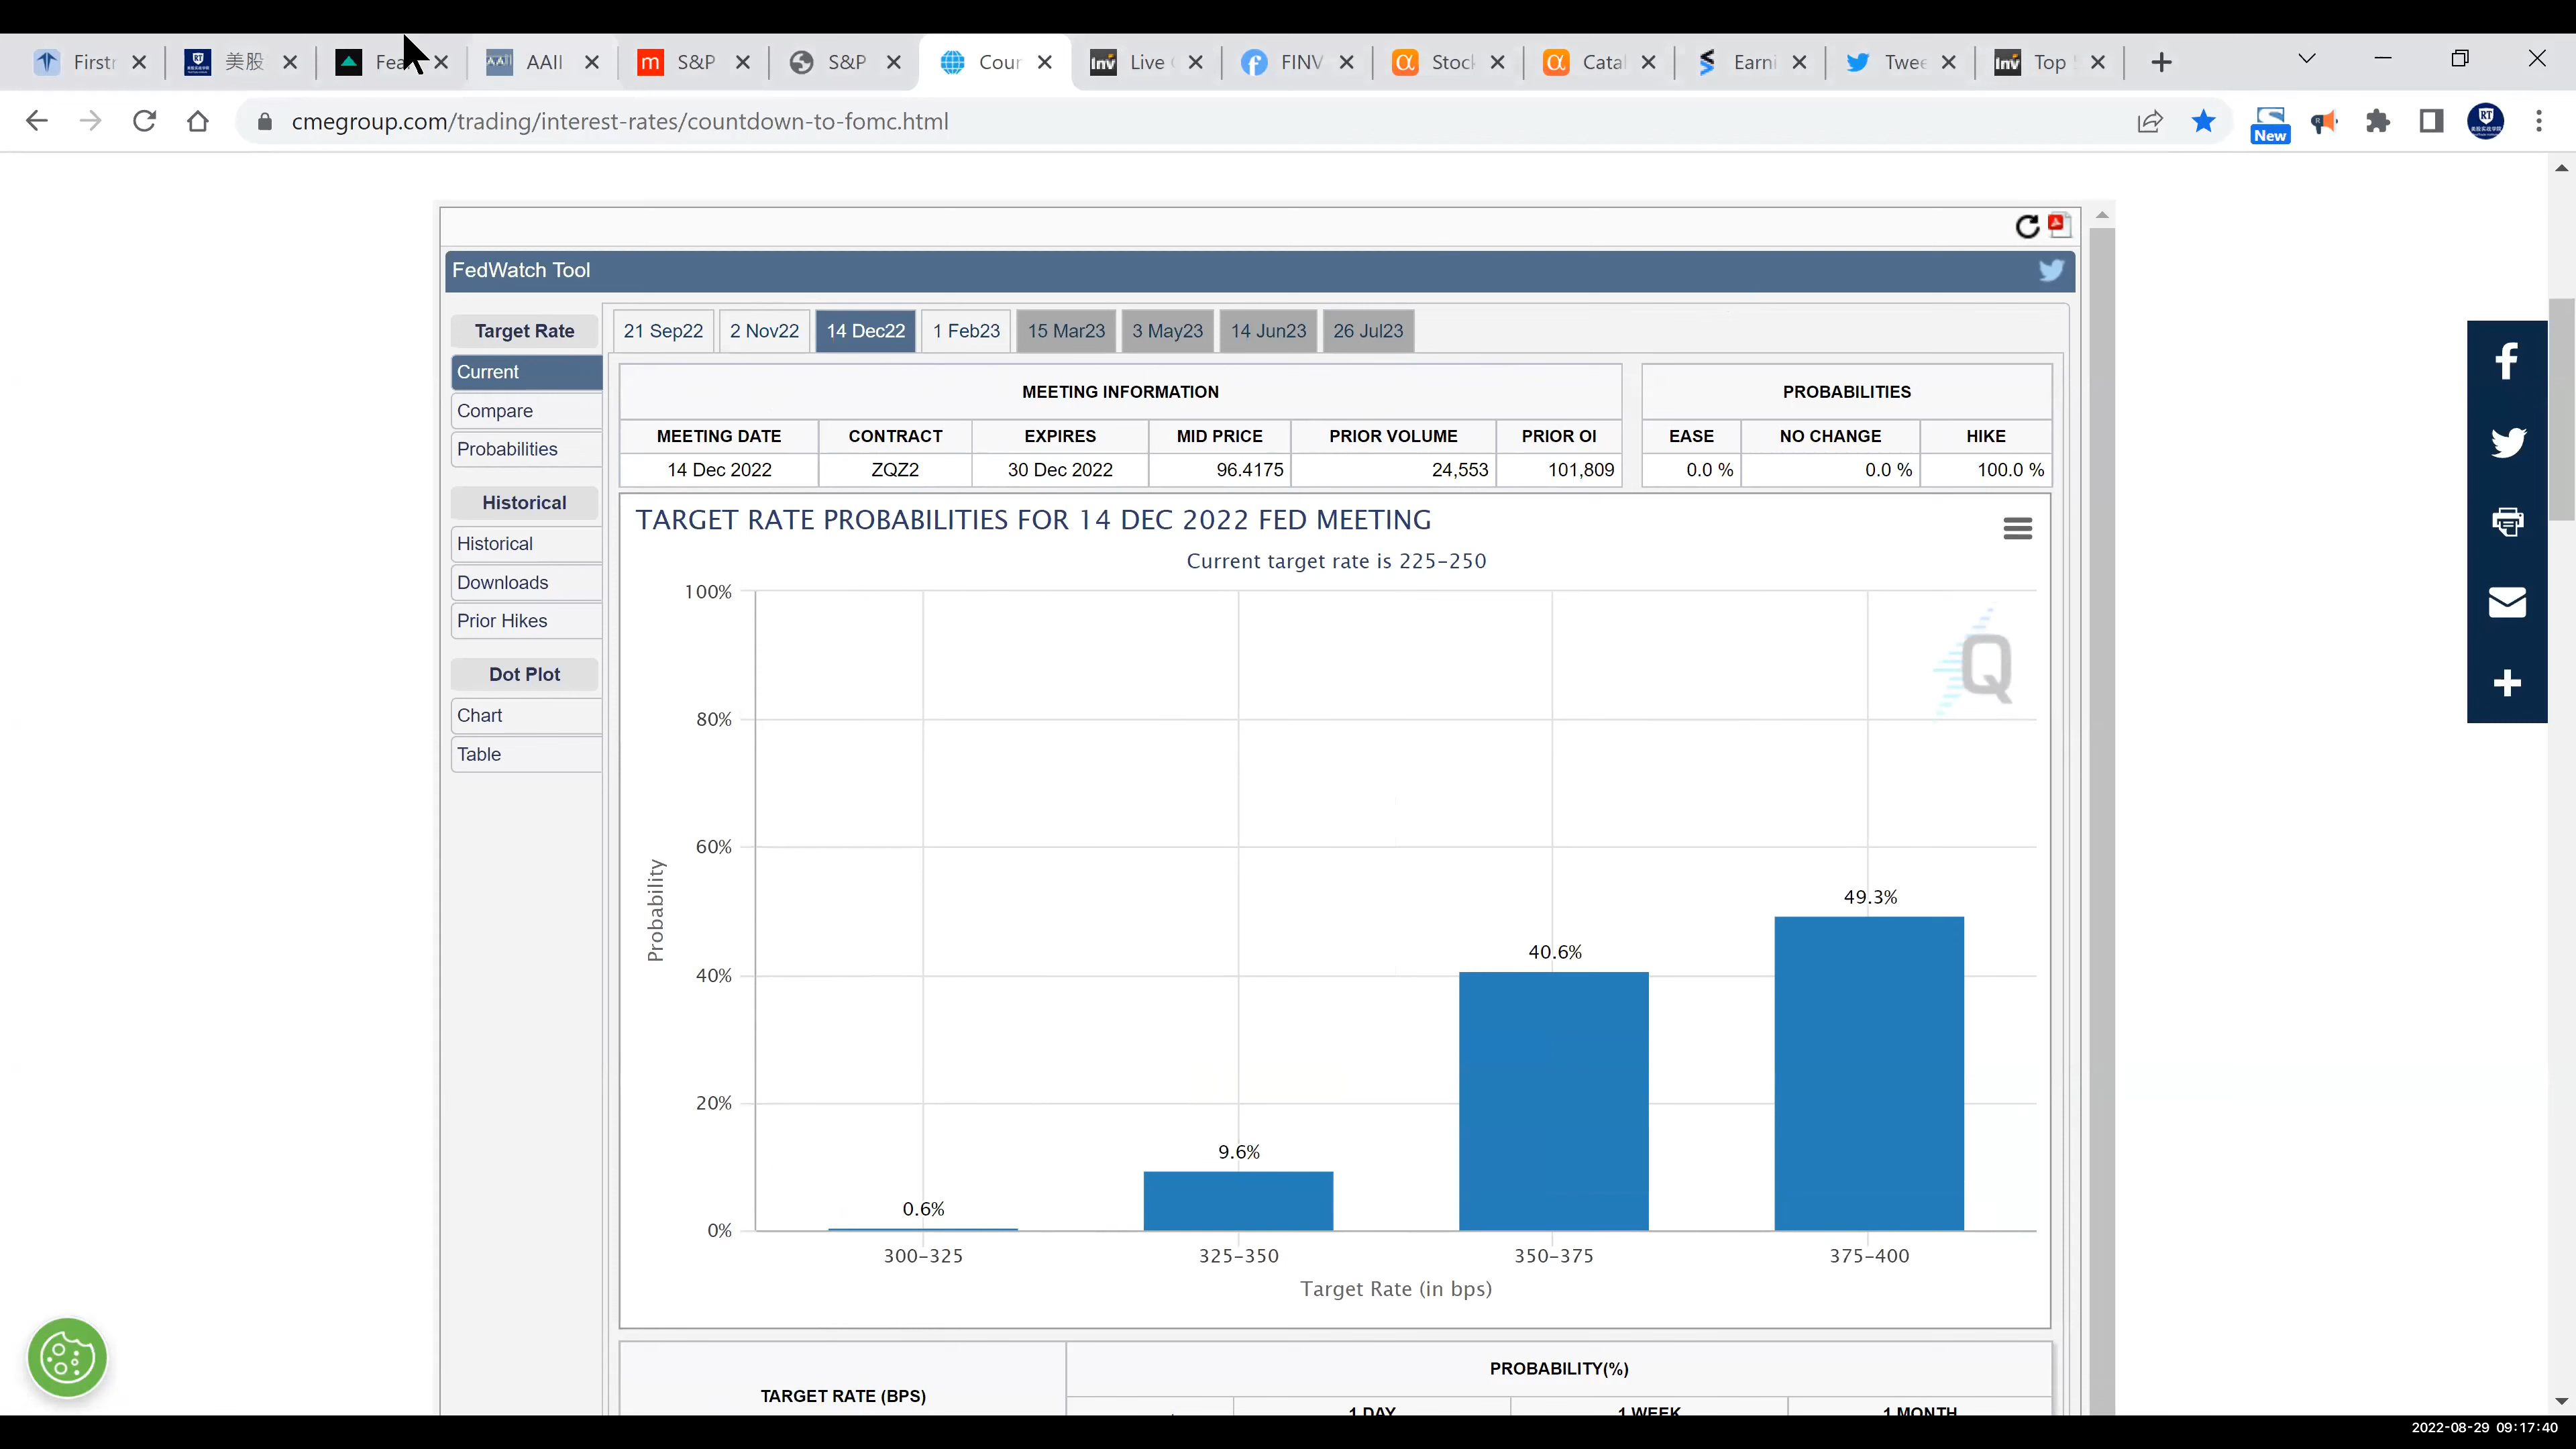 Firstr
美股
Fea
AAII
S&P
S&P
Cour
Live
FINV
Stock
Catal
Earni
Twee
Top
cmegroup.com/trading/interest-rates/countdown-to-fomc.html
New
FedWatch Tool
Target Rate
Current
Compare
Probabilities
Historical
Historical
Downloads
Prior Hikes
Dot Plot
Chart
Table
21 Sep22 2 Nov22 14 Dec22 1 Feb23 15 Mar23 3 May23 14 Jun23 26 Jul23
MEETING INFORMATION
MEETING DATE CONTRACT EXPIRES MID PRICE PRIOR VOLUME PRIOR OI
14 Dec 2022 ZQZ2 30 Dec 2022 96.4175 24,553 101,809
PROBABILITIES
EASE NO CHANGE HIKE
0.0 % 0.0 % 100.0 %
TARGET RATE PROBABILITIES FOR 14 DEC 2022 FED MEETING
Current target rate is 225-250
Q
Probability
100%
80%
60%
40%
20%
0%
0.6%
9.6%
40.6%
49.3%
300-325 325-350 350-375 375-400
Target Rate (in bps)
TARGET RATE (BPS)
PROBABILITY(%)
1 DAY 1 WEEK 1 MONTH
2022-08-29 09:17:40